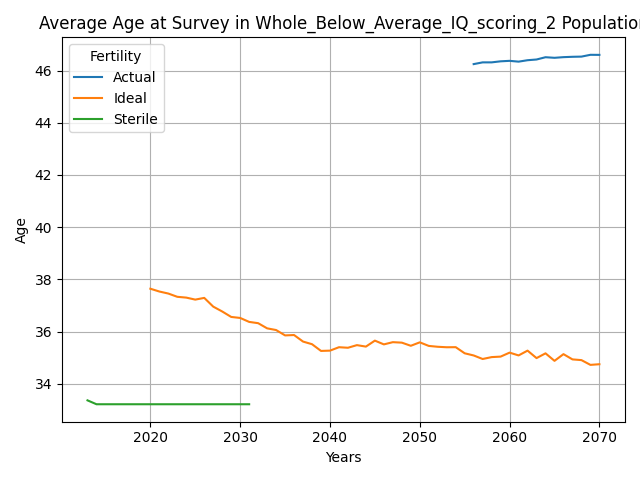 Average Age at Survey in Whole_Below_Average_IQ_scoring_2 Population
Fertility
Actual
Ideal
Sterile
46
44
42
40
38
36
34
Age
2020 2030 2040 2050 2060 2070
Years